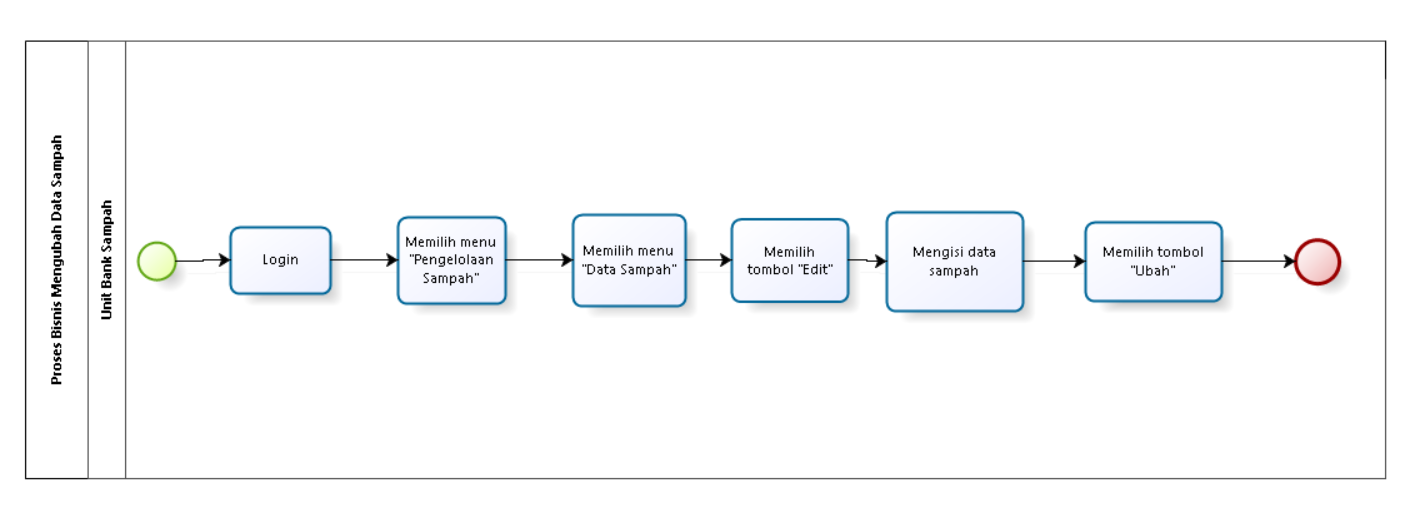 Proses Bisnis Mengubah Data Sampah
Unit Bank Sampah
Login
Memilih menu
"Pengelolaan
Sampah"
Memilih menu
"Data Sampah"
Memilih
tombol "Edit"
Mengisi data
sampah
Memilih tombol
"Ubah"